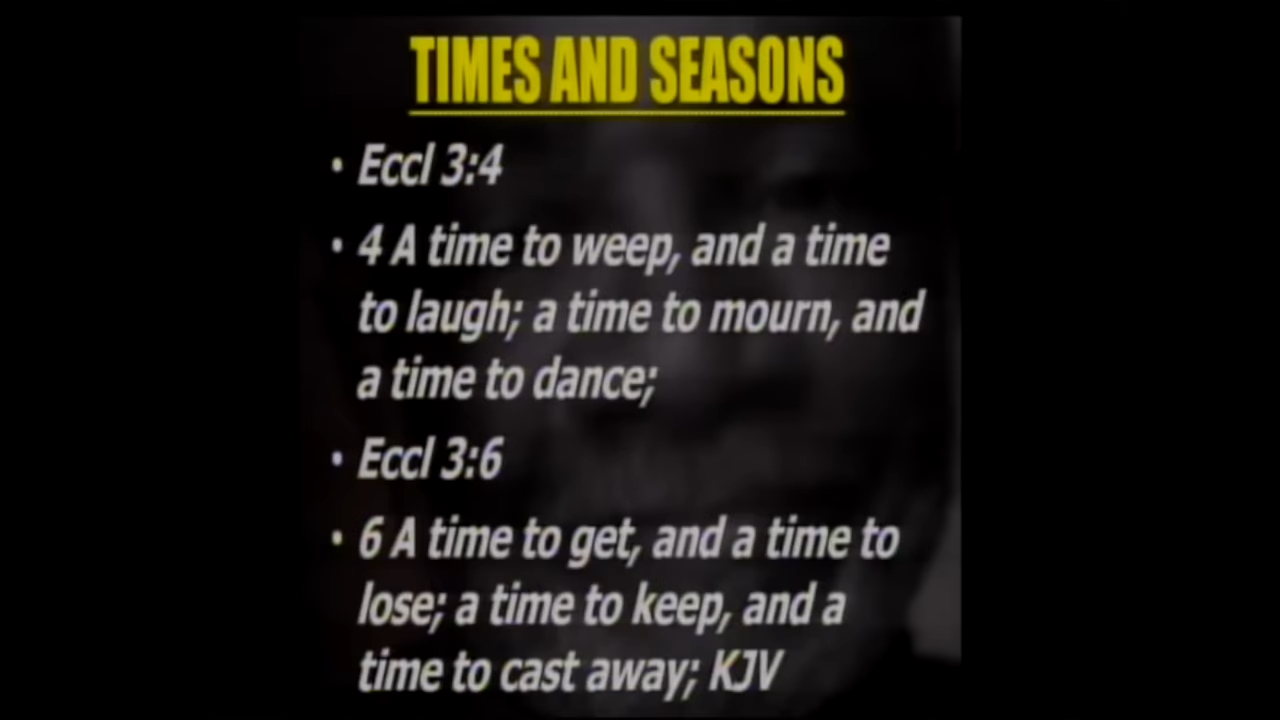 TIMES AND SEASONS
• Eccl 3:4
• 4 A time to weep, and a time
to laugh; a time to mourn, and
a time to dance;
• Eccl 3:6
• 6 A time to get, and a time to
lose; a time to keep, and a
time to cast away; KJV